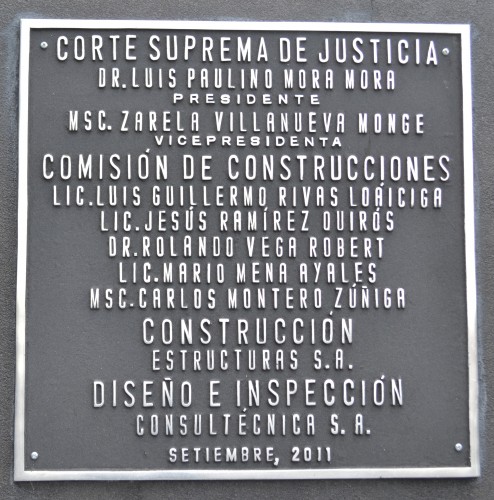 CORTE SUPREMA DE JUSTICIA
DR. LUIS PAULINO MORA MORA
PRESIDENTE
MSC. ZARELA VILLANUEVA MONGE
VICEPRESIDENTA
COMISIÓN DE CONSTRUCCIONES
LIC. LUIS GUILLERMO RIVAS LOÁICIGA
LIC. JESÚS RAMÍREZ QUIRÓS
DR. ROLANDO VEGA ROBERT
LIC. MARIO MENA AYALES
MSC. CARLOS MONTERO ZÚÑIGA
CONSTRUCCIÓN
ESTRUCTURAS S.A.
DISEÑO E INSPECCIÓN
CONSULTÉCNICA S. A.
SETIEMBRE, 2011